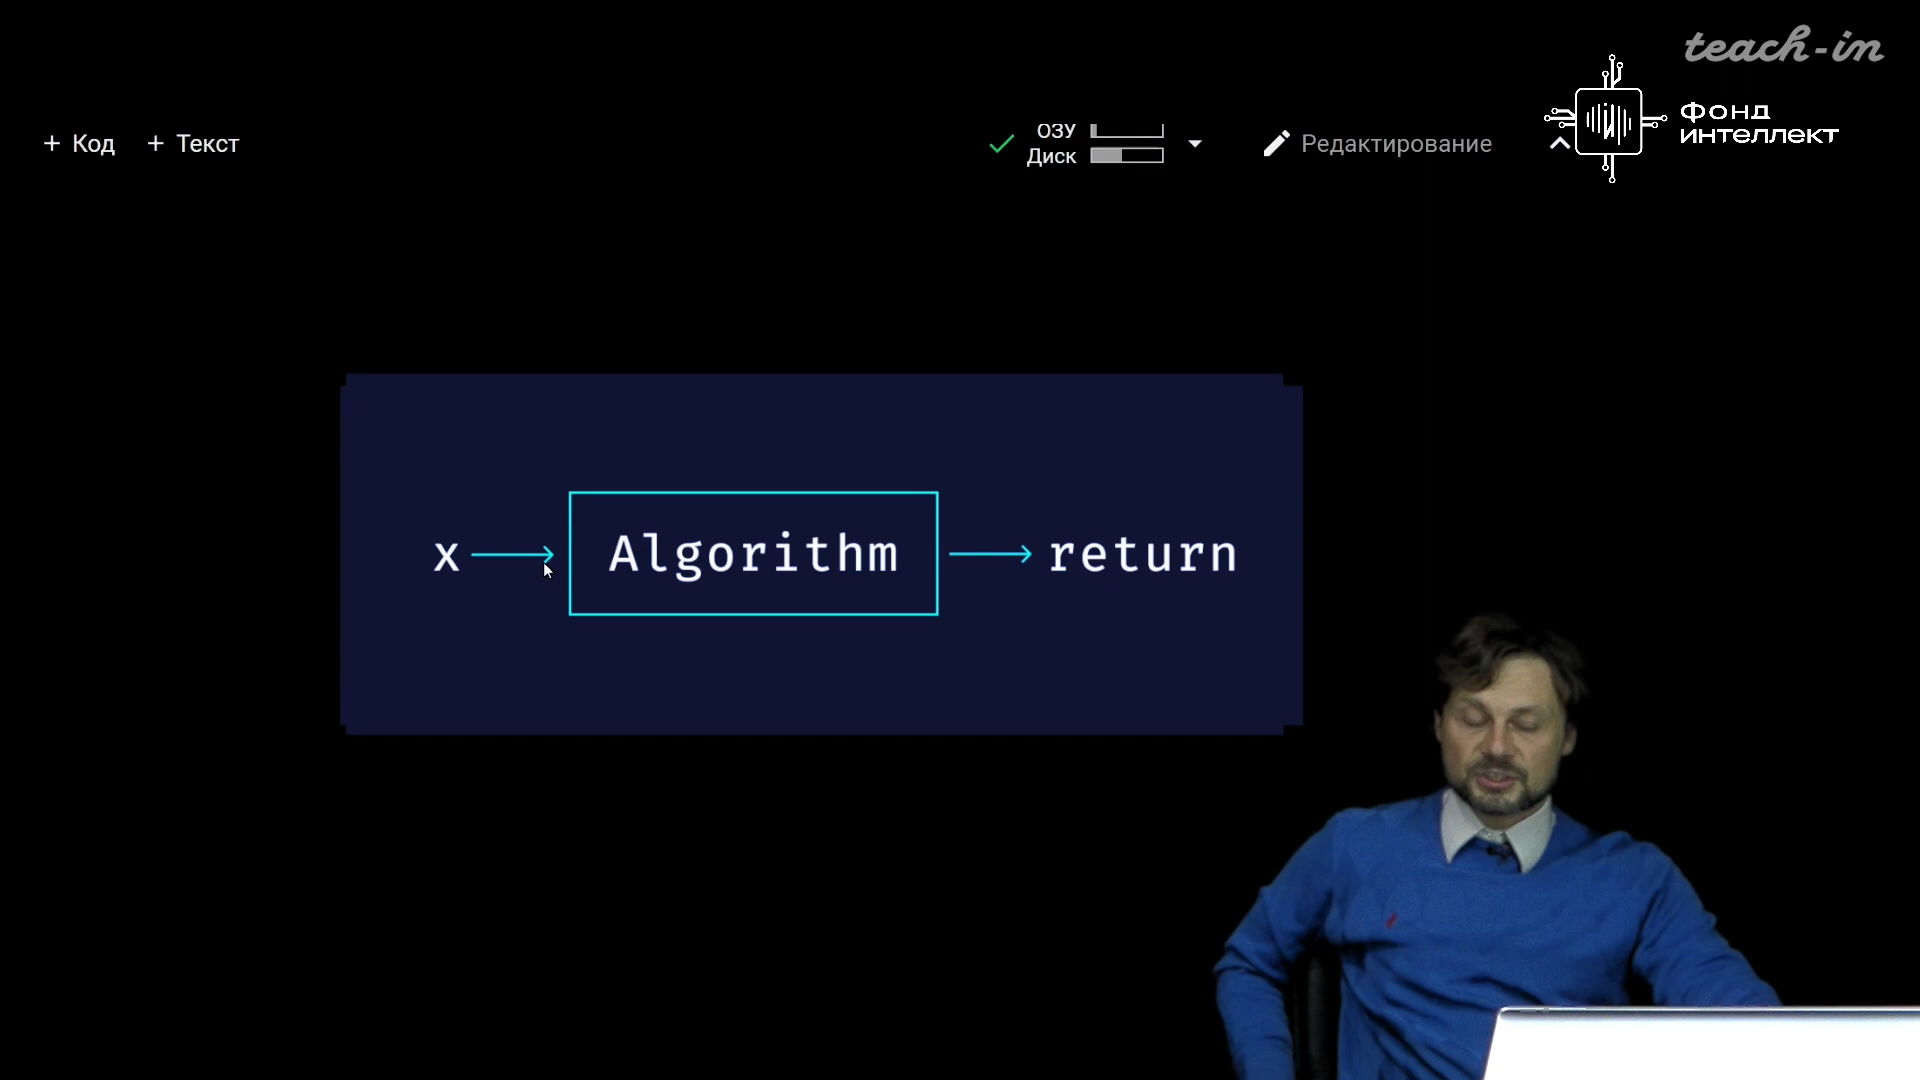 teach-in
Фонд
интеллект
+ Код + Текст
ОЗУ
Диск
Редактирование
x Algorithm return